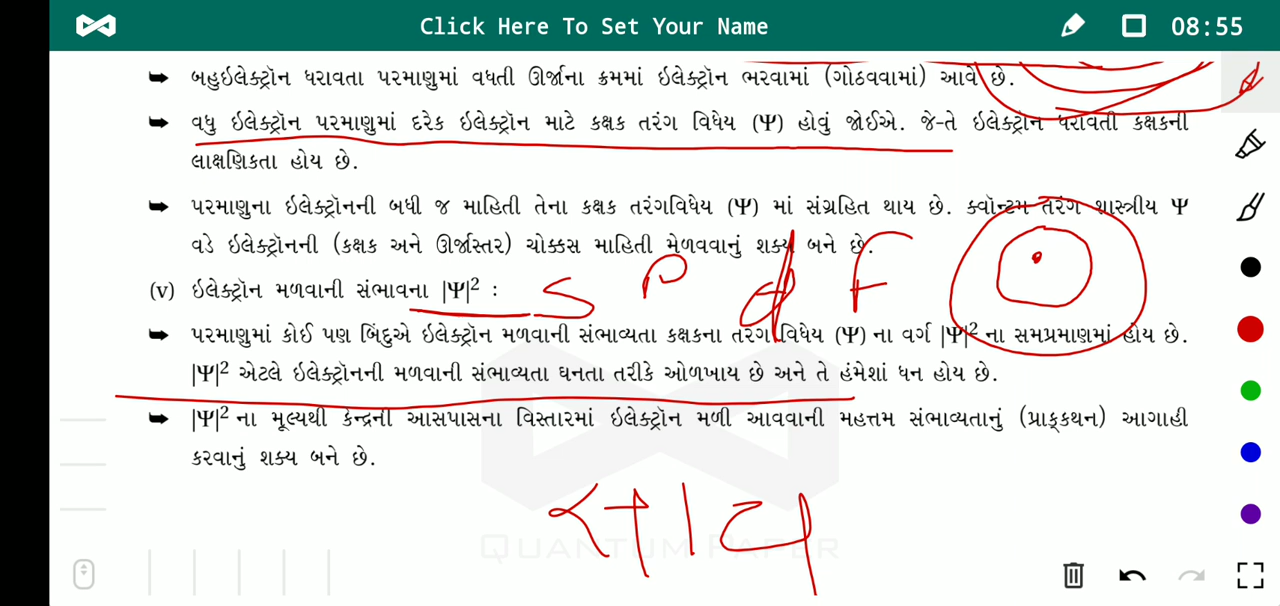 Click Here To Set Your Name
08:55
➥ બહુઇલેક્ટ્રૉન ધરાવતા પરમાણુમાં વધતી ઊર્જાના ક્રમમાં ઇલેક્ટ્રૉન ભરવામાં (ગોઠવવામાં) આવે છે.
➥ વધુ ઇલેક્ટ્રૉન પરમાણુમાં દરેક ઇલેક્ટ્રૉન માટે કક્ષક તરંગ વિધેય (Ψ) હોવું જોઈએ. જે-તે ઇલેક્ટ્રૉન ધરાવતી કક્ષકની
લાક્ષણિકતા હોય છે.
➥ પરમાણુના ઇલેક્ટ્રૉનની બધી જ માહિતી તેના કક્ષક તરંગવિધેય (Ψ) માં સંગ્રહિત થાય છે. ક્વૉન્ટમ તરંગ શાસ્ત્રીય Ψ
વડે ઇલેક્ટ્રૉનની (કક્ષક અને ઊર્જાસ્તર) ચોક્કસ માહિતી મેળવવાનું શક્ય બને છે.
(v) ઇલેક્ટ્રૉન મળવાની સંભાવના |Ψ|² :
s p d f
➥ પરમાણુમાં કોઈ પણ બિંદુએ ઇલેક્ટ્રૉન મળવાની સંભાવ્યતા કક્ષકના તરંગ વિધેય (Ψ) ના વર્ગ |Ψ|² ના સમપ્રમાણમાં હોય છે.
|Ψ|² એટલે ઇલેક્ટ્રૉનની મળવાની સંભાવ્યતા ઘનતા તરીકે ઓળખાય છે અને તે હંમેશાં ધન હોય છે.
➥ |Ψ|² ના મૂલ્યથી કેન્દ્રની આસપાસના વિસ્તારમાં ઇલેક્ટ્રૉન મળી આવવાની મહત્તમ સંભાવ્યતાનું (પ્રાક્કથન) આગાહી
કરવાનું શક્ય બને છે.
QUANTUM PAPER